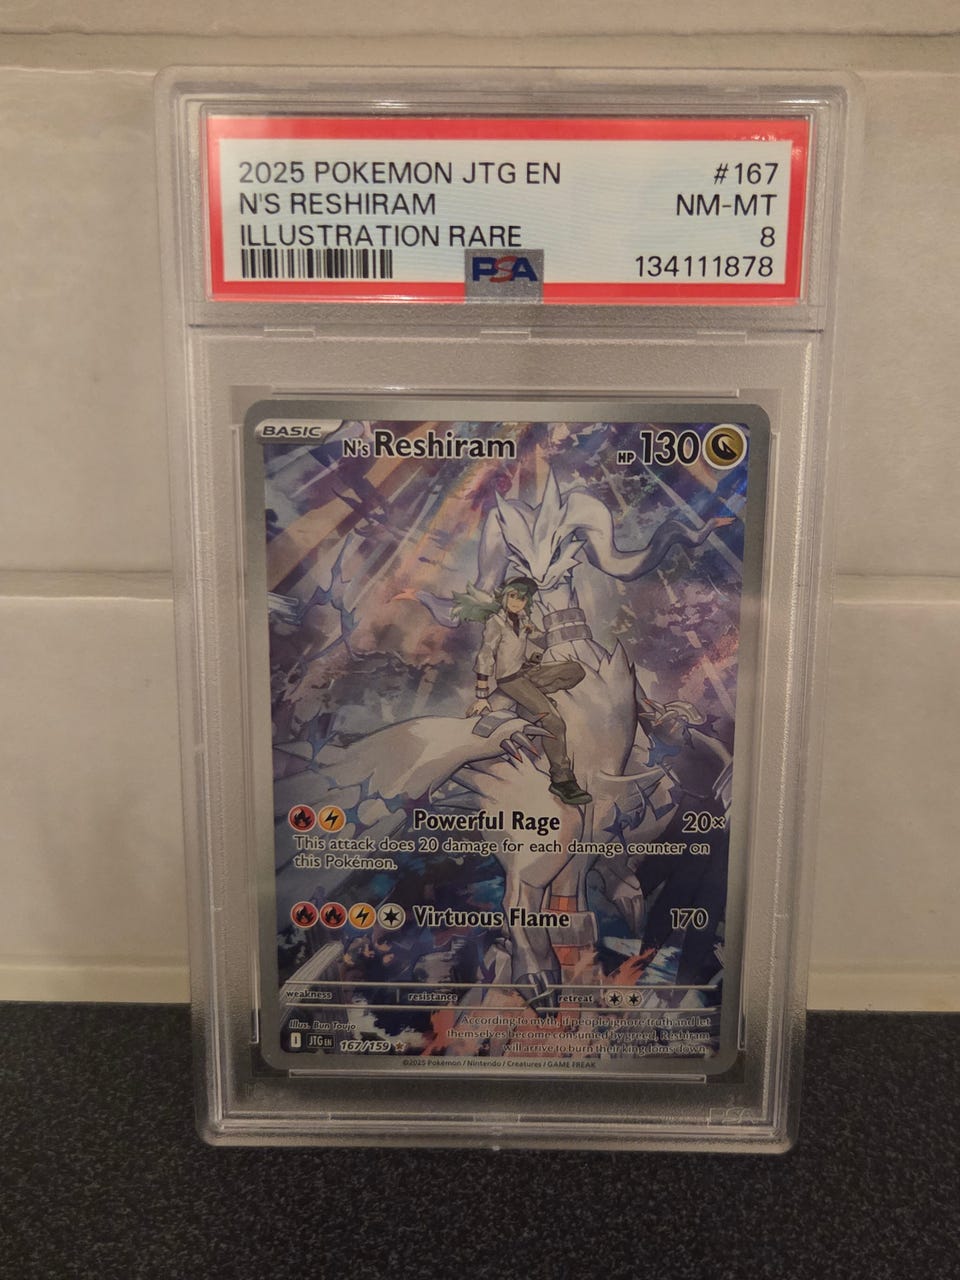 2025 POKEMON JTG EN #167
N'S RESHIRAM NM-MT
ILLUSTRATION RARE 8
PSA 134111878
BASIC N's Reshiram HP 130
Powerful Rage 20×
This attack does 20 damage for each damage counter on
this Pokémon.
Virtuous Flame 170
weakness resistance retreat
Illus. Bun Toujo
According to myth, if people ignore truth and let
themselves become consumed by greed, Reshiram
will arrive to burn their kingdoms down.
I JTG EN 167/159
©2025 Pokémon / Nintendo / Creatures / GAME FREAK
PSA